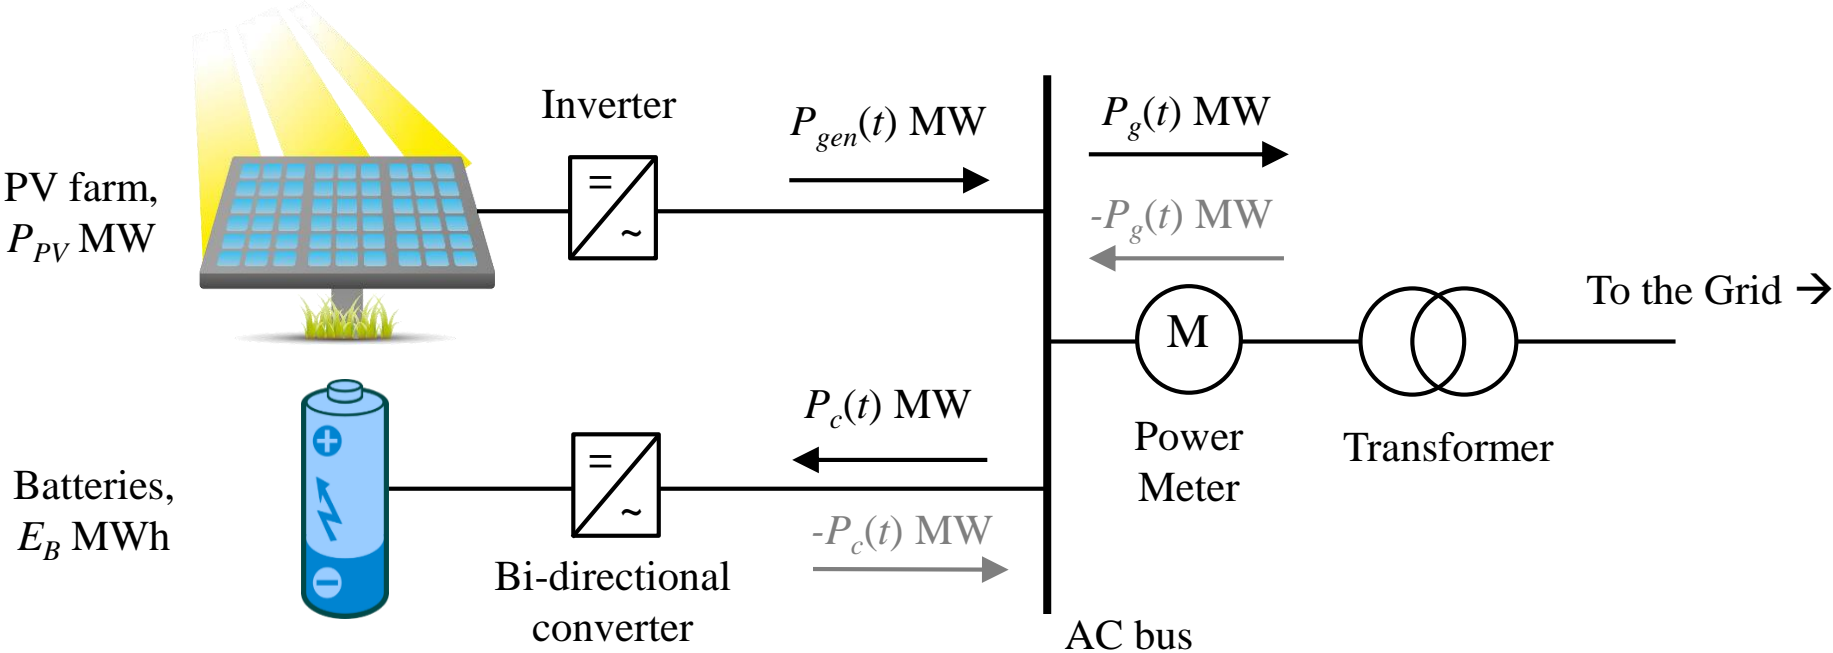 PV farm,
P_PV MW
Inverter
=
~
P_gen(t) MW
P_g(t) MW
-P_g(t) MW
To the Grid →
M
Power
Meter
Transformer
Batteries,
E_B MWh
+
−
=
~
Bi-directional
converter
P_c(t) MW
-P_c(t) MW
AC bus